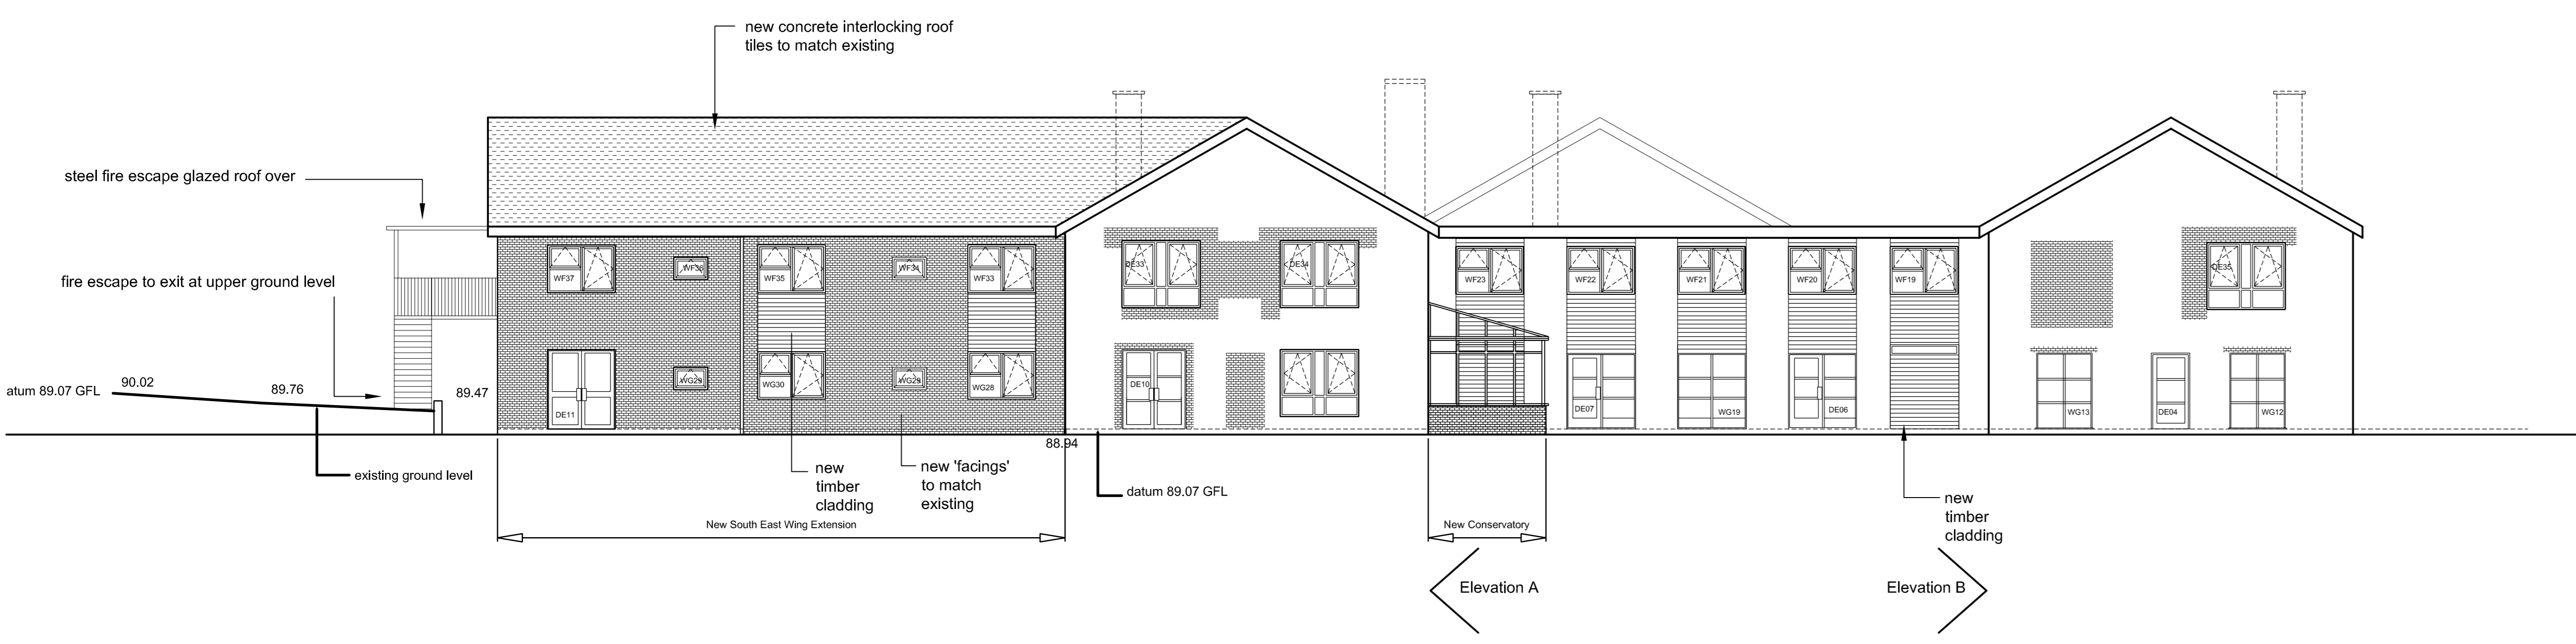 new concrete interlocking roof
tiles to match existing
steel fire escape glazed roof over
fire escape to exit at upper ground level
atum 89.07 GFL
90.02
89.76
89.47
existing ground level
WF37
WF36
WF35
WF34
WF33
DE33
DE34
WF23
WF22
WF21
WF20
WF19
DE35
DE11
WG29
WG30
WG29
WG28
DE10
DE07
WG19
DE06
WG13
DE04
WG12
88.94
new
timber
cladding
new 'facings'
to match
existing
datum 89.07 GFL
new
timber
cladding
New South East Wing Extension
New Conservatory
Elevation A
Elevation B